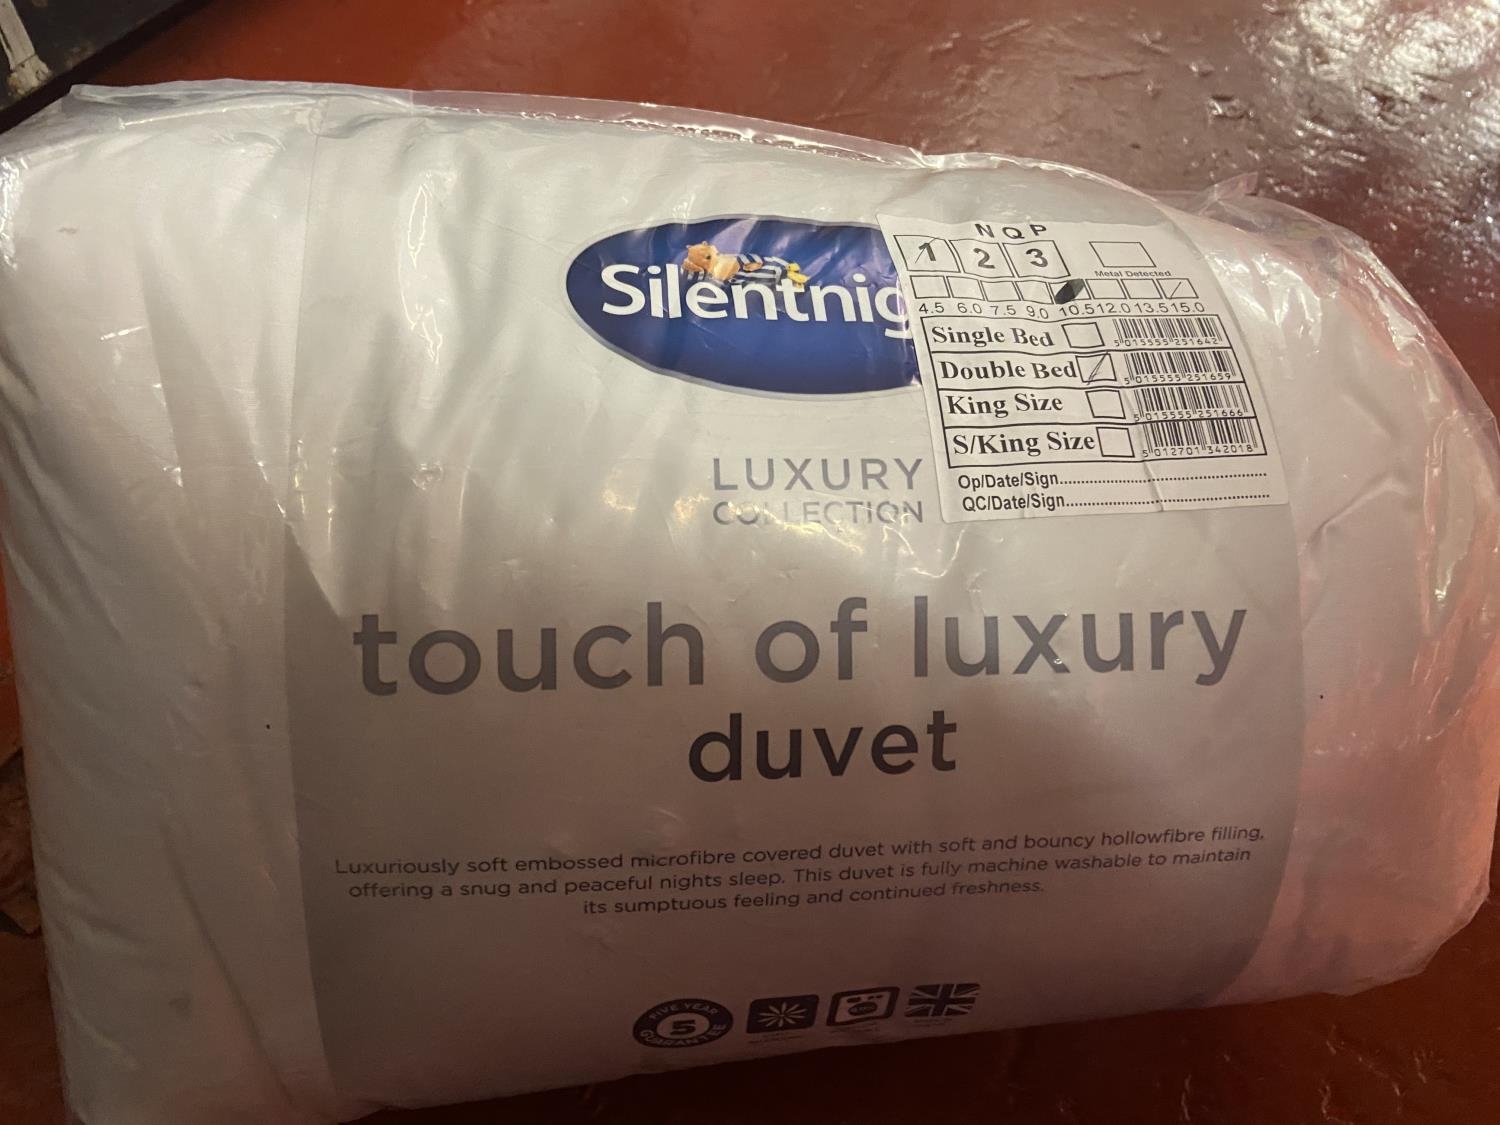 Silentnig
N Q P
1 2 3
Metal Detected
4.5 6.0 7.5 9.0 10.5 12.0 13.5 15.0
Single Bed 5 015555 251642
Double Bed 5 015555 251659
King Size 5 015555 251666
S/King Size 5 012701 342018
Op/Date/Sign
QC/Date/Sign
LUXURY
COLLECTION
touch of luxury
duvet
Luxuriously soft embossed microfibre covered duvet with soft and bouncy hollowfibre filling,
offering a snug and peaceful nights sleep. This duvet is fully machine washable to maintain
its sumptuous feeling and continued freshness.
FIVE YEAR
5
GUARANTEE